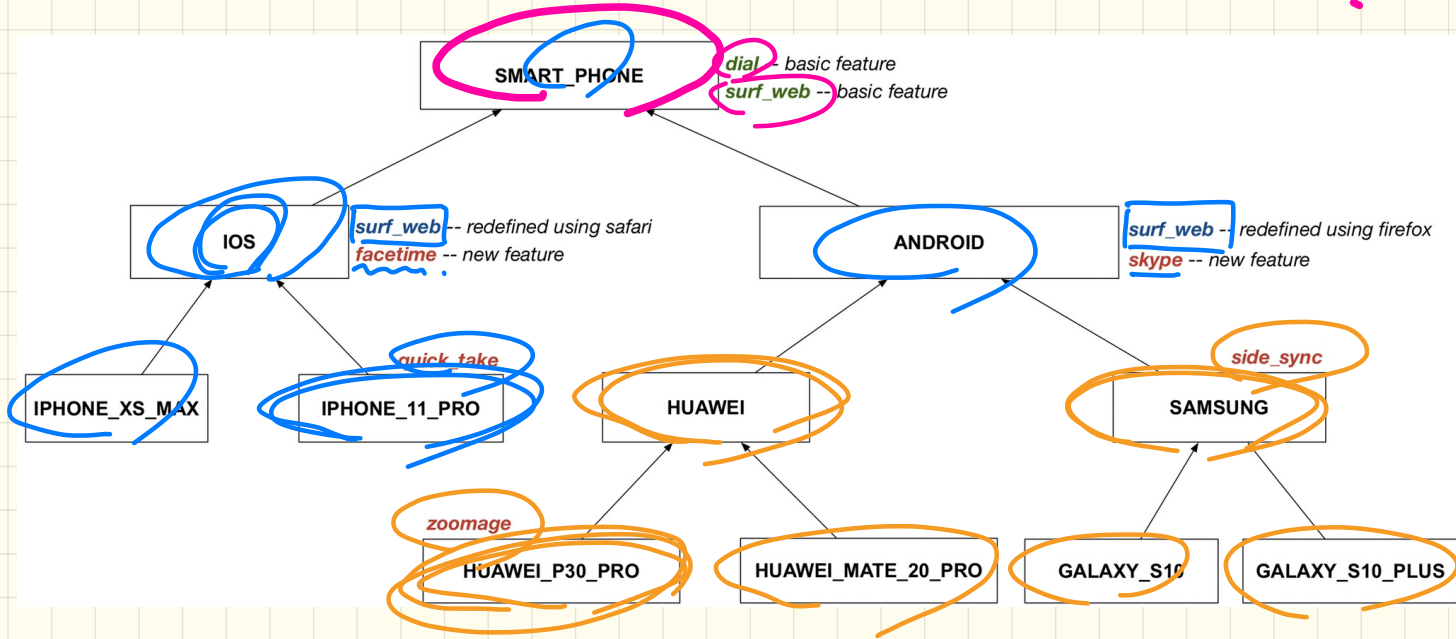 SMART_PHONE
dial -- basic feature
surf_web -- basic feature
IOS
surf_web -- redefined using safari
facetime -- new feature
ANDROID
surf_web -- redefined using firefox
skype -- new feature
IPHONE_XS_MAX
quick_take
IPHONE_11_PRO
HUAWEI
side_sync
SAMSUNG
zoomage
HUAWEI_P30_PRO
HUAWEI_MATE_20_PRO
GALAXY_S10
GALAXY_S10_PLUS